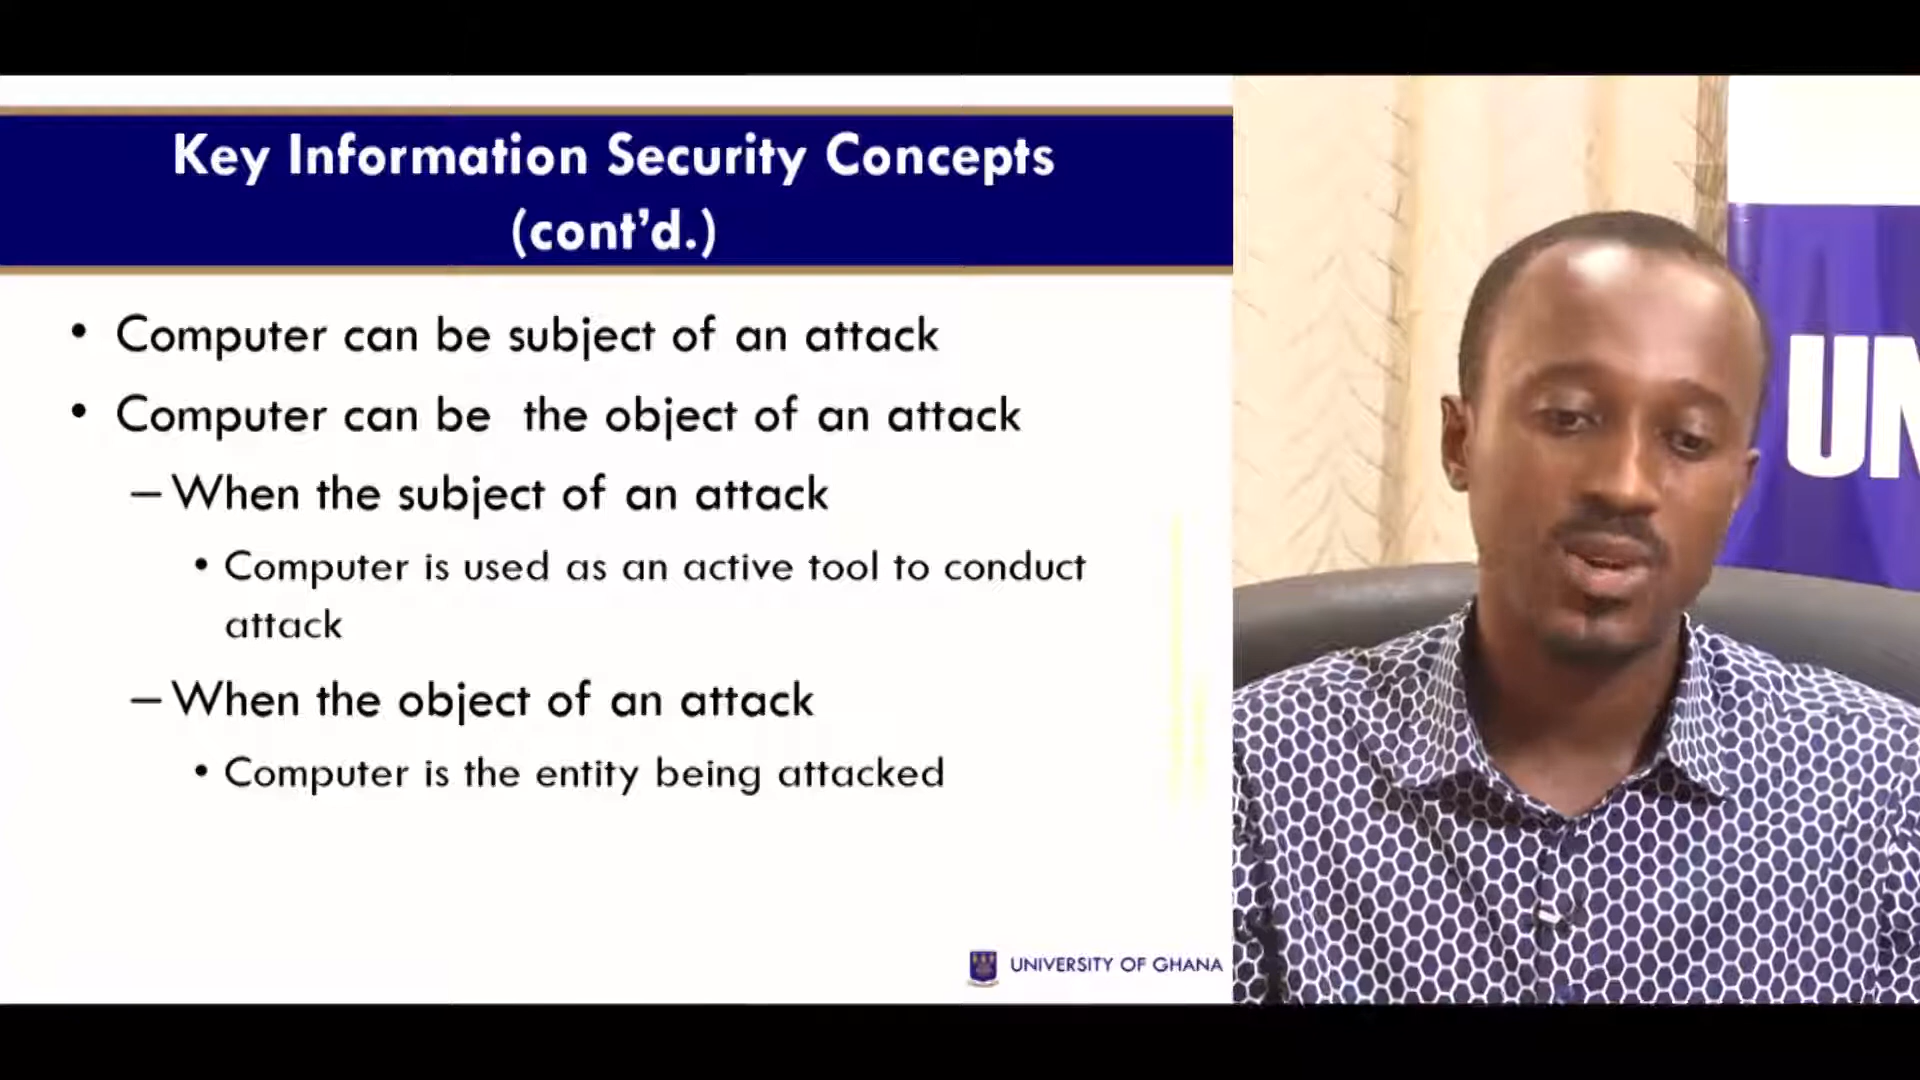 Key Information Security Concepts
(cont’d.)
• Computer can be subject of an attack
• Computer can be the object of an attack
– When the subject of an attack
• Computer is used as an active tool to conduct
attack
– When the object of an attack
• Computer is the entity being attacked
UNIVERSITY OF GHANA
UN